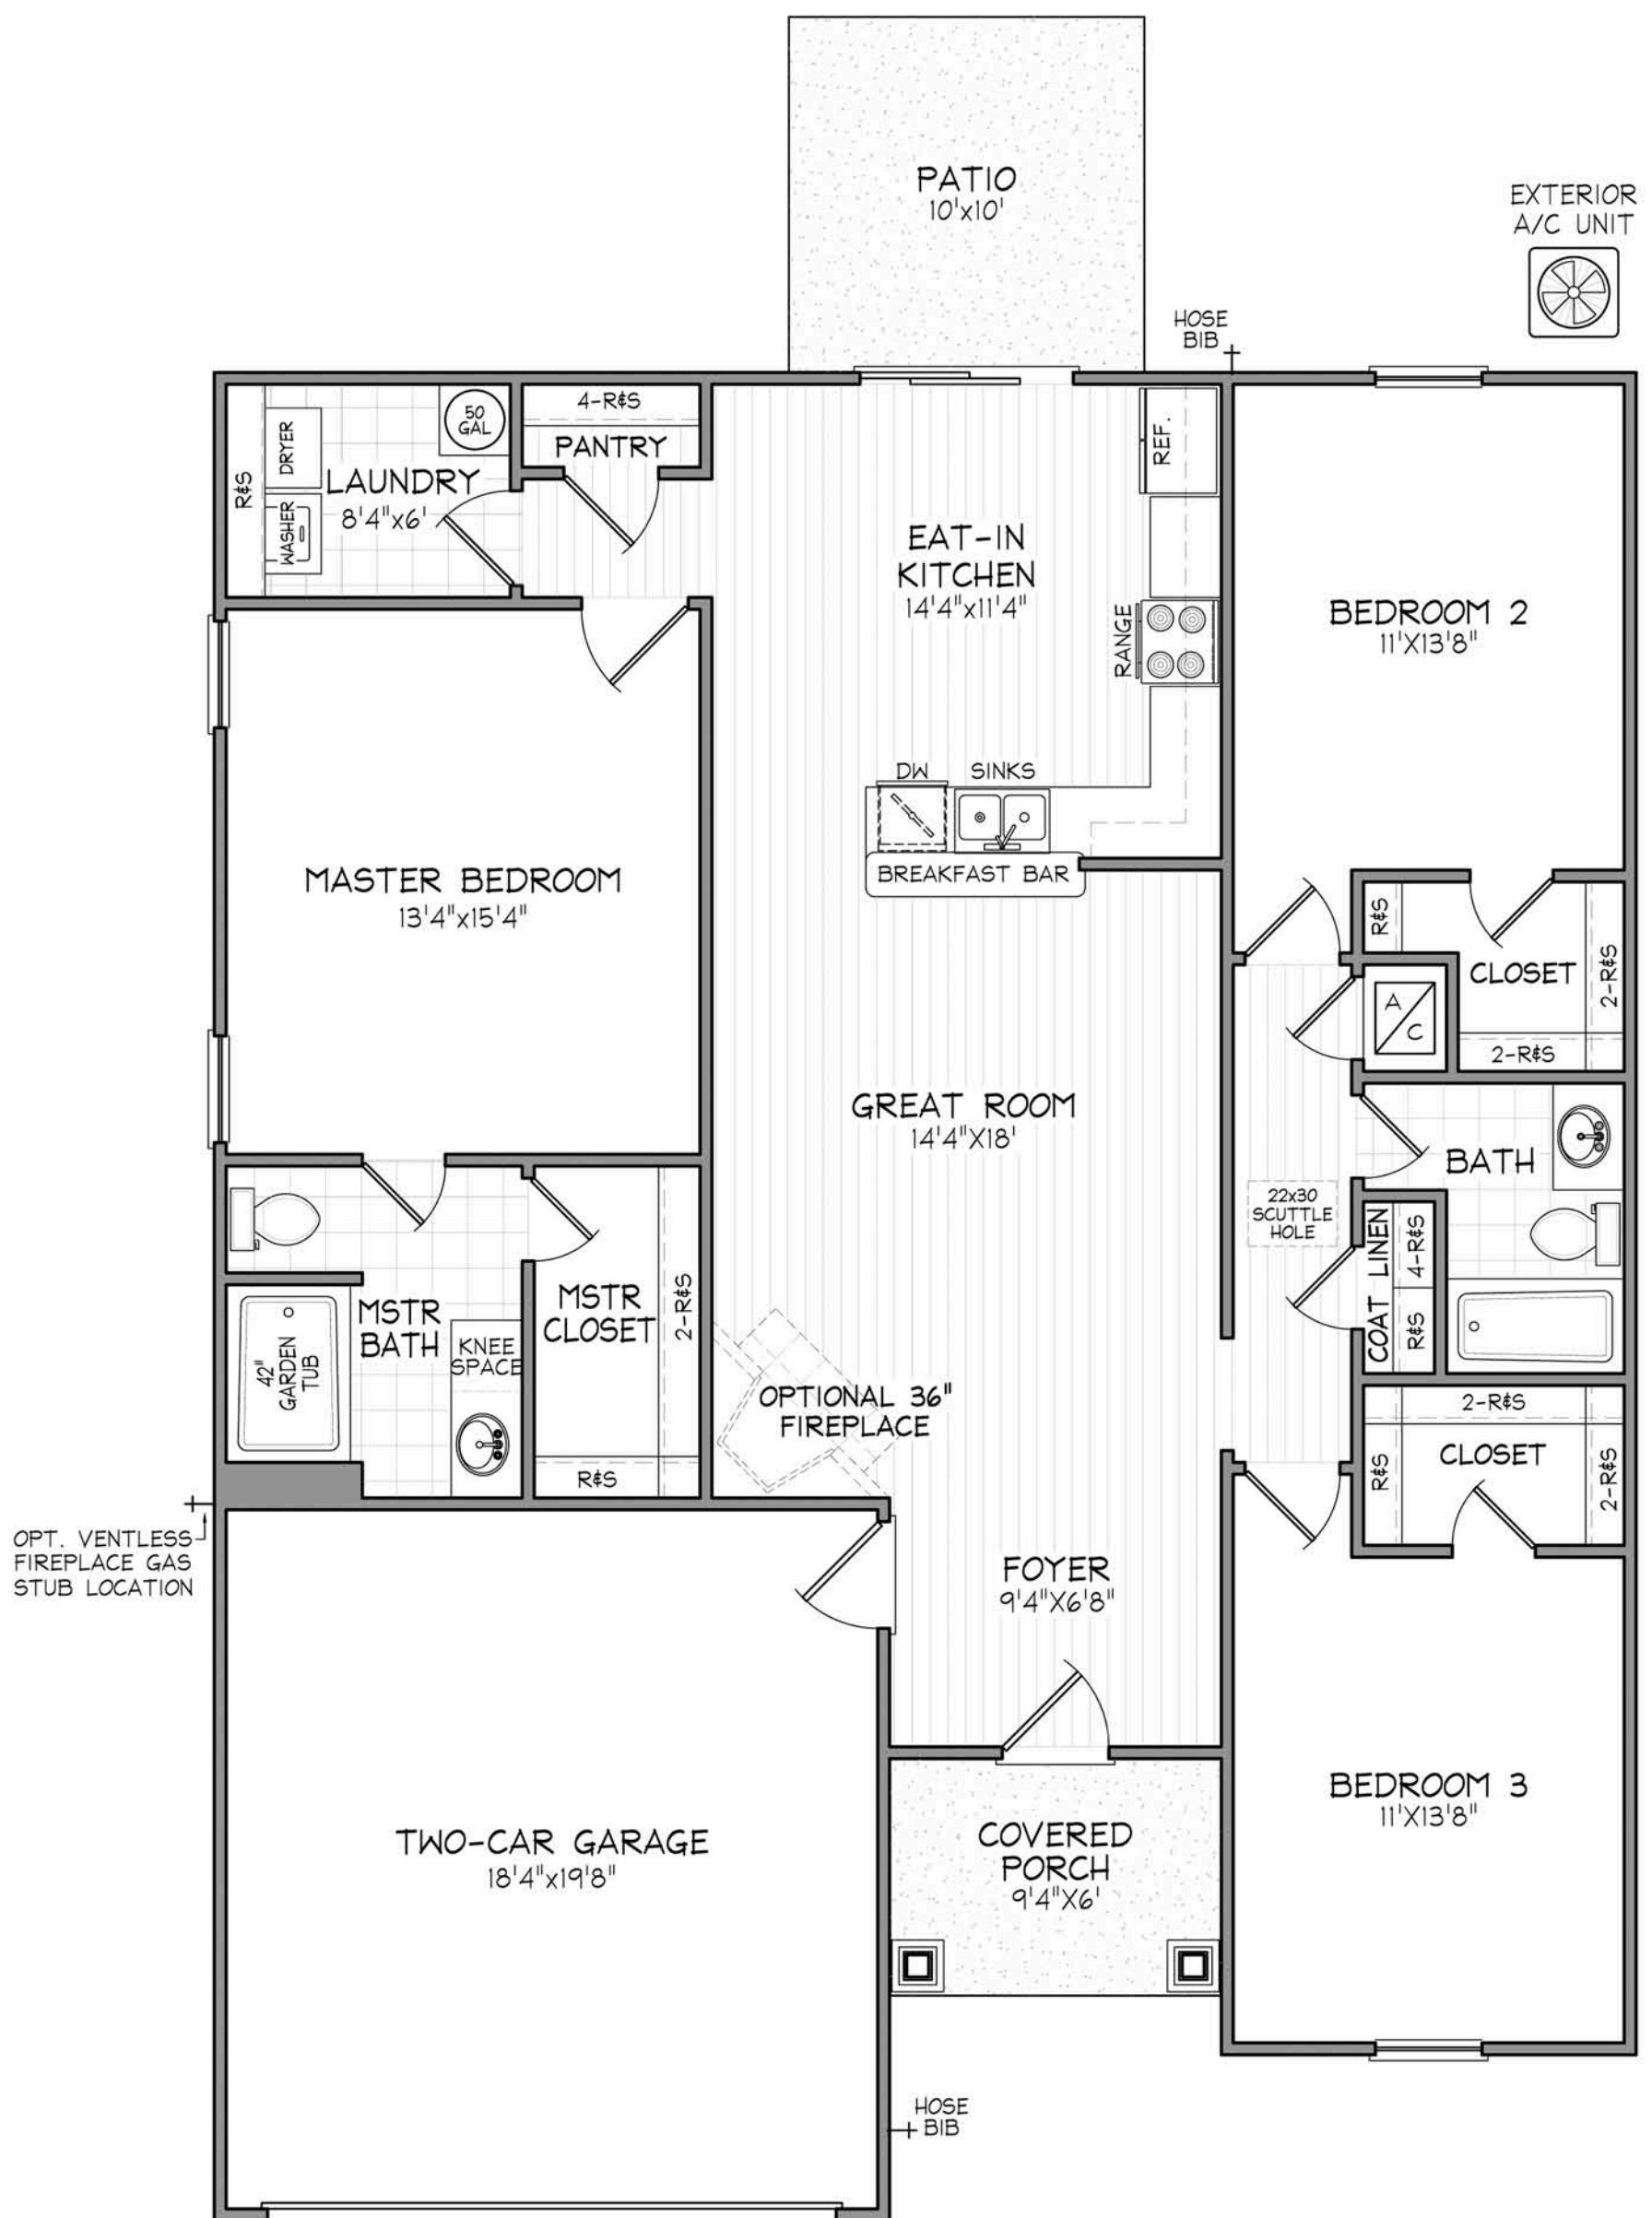 PATIO
10'x10'
EXTERIOR
A/C UNIT
HOSE
BIB
4-R&S
PANTRY
50
GAL
DRYER
R&S
LAUNDRY
8'4"x6'
WASHER
REF.
EAT-IN
KITCHEN
14'4"x11'4"
RANGE
BEDROOM 2
11'X13'8"
DW
SINKS
BREAKFAST BAR
MASTER BEDROOM
13'4"x15'4"
R&S
CLOSET
2-R&S
2-R&S
A
C
GREAT ROOM
14'4"X18'
BATH
22x30
SCUTTLE
HOLE
LINEN
4-R&S
COAT
R&S
MSTR
BATH
KNEE
SPACE
42"
GARDEN
TUB
MSTR
CLOSET
2-R&S
R&S
OPTIONAL 36"
FIREPLACE
2-R&S
R&S
CLOSET
2-R&S
OPT. VENTLESS
FIREPLACE GAS
STUB LOCATION
FOYER
9'4"X6'8"
TWO-CAR GARAGE
18'4"x19'8"
COVERED
PORCH
9'4"X6'
BEDROOM 3
11'X13'8"
HOSE
BIB